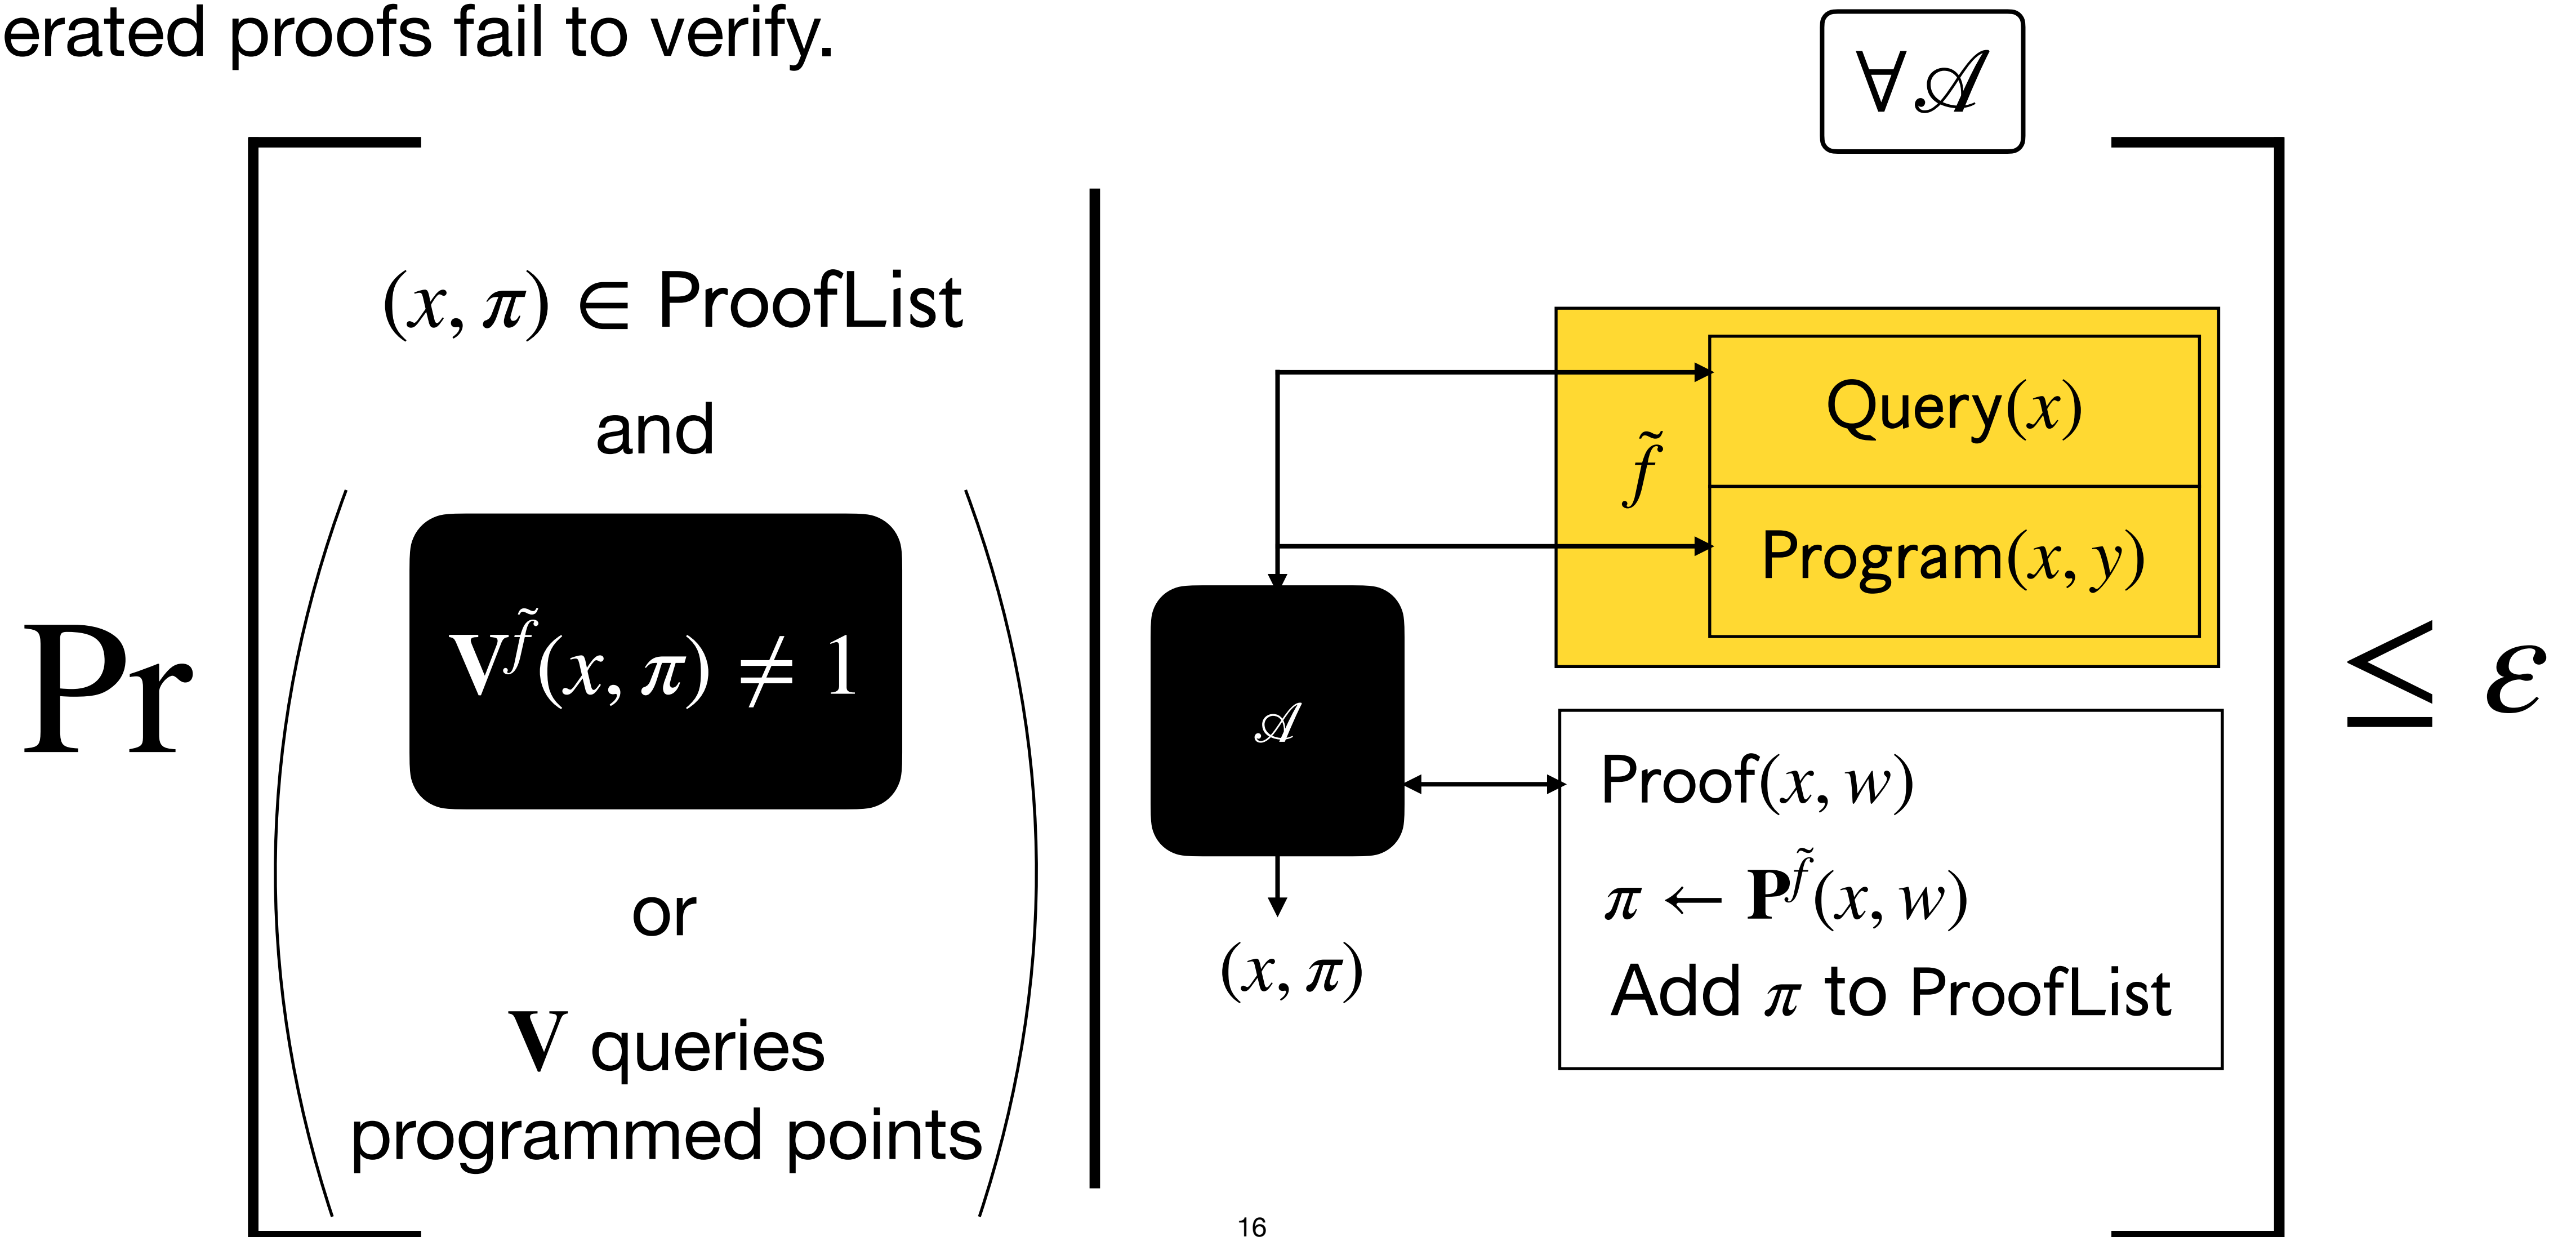 erated proofs fail to verify.
∀𝒜
Pr
(x, π) ∈ ProofList
and
V^f̃(x, π) ≠ 1
or
V queries
programmed points
f̃
Query(x)
Program(x, y)
𝒜
(x, π)
Proof(x, w)
π ← P^f̃(x, w)
Add π to ProofList
≤ ε
16